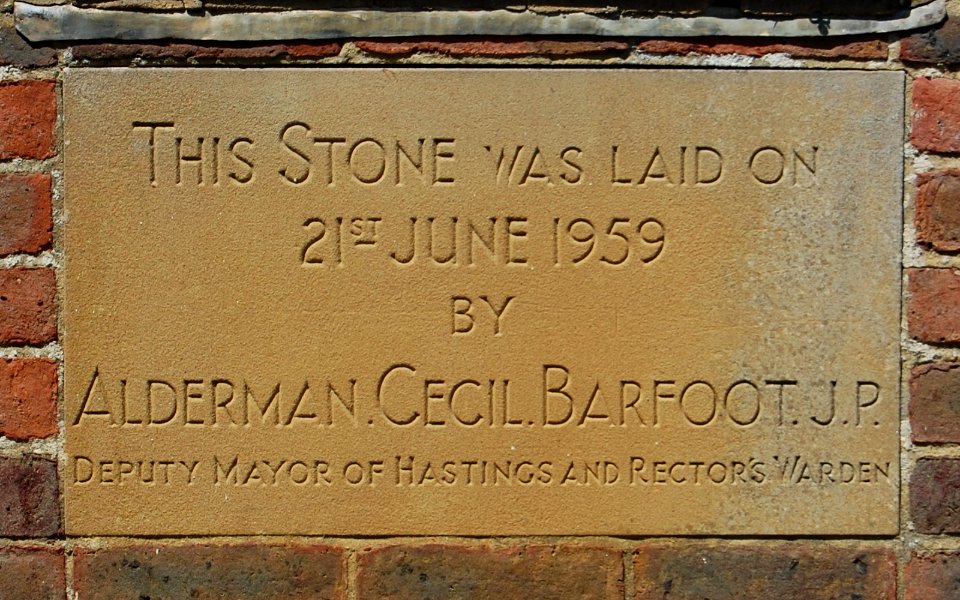 THIS STONE WAS LAID ON
21ST JUNE 1959
BY
ALDERMAN.CECIL.BARFOOT.J.P.
DEPUTY MAYOR OF HASTINGS AND RECTOR'S WARDEN